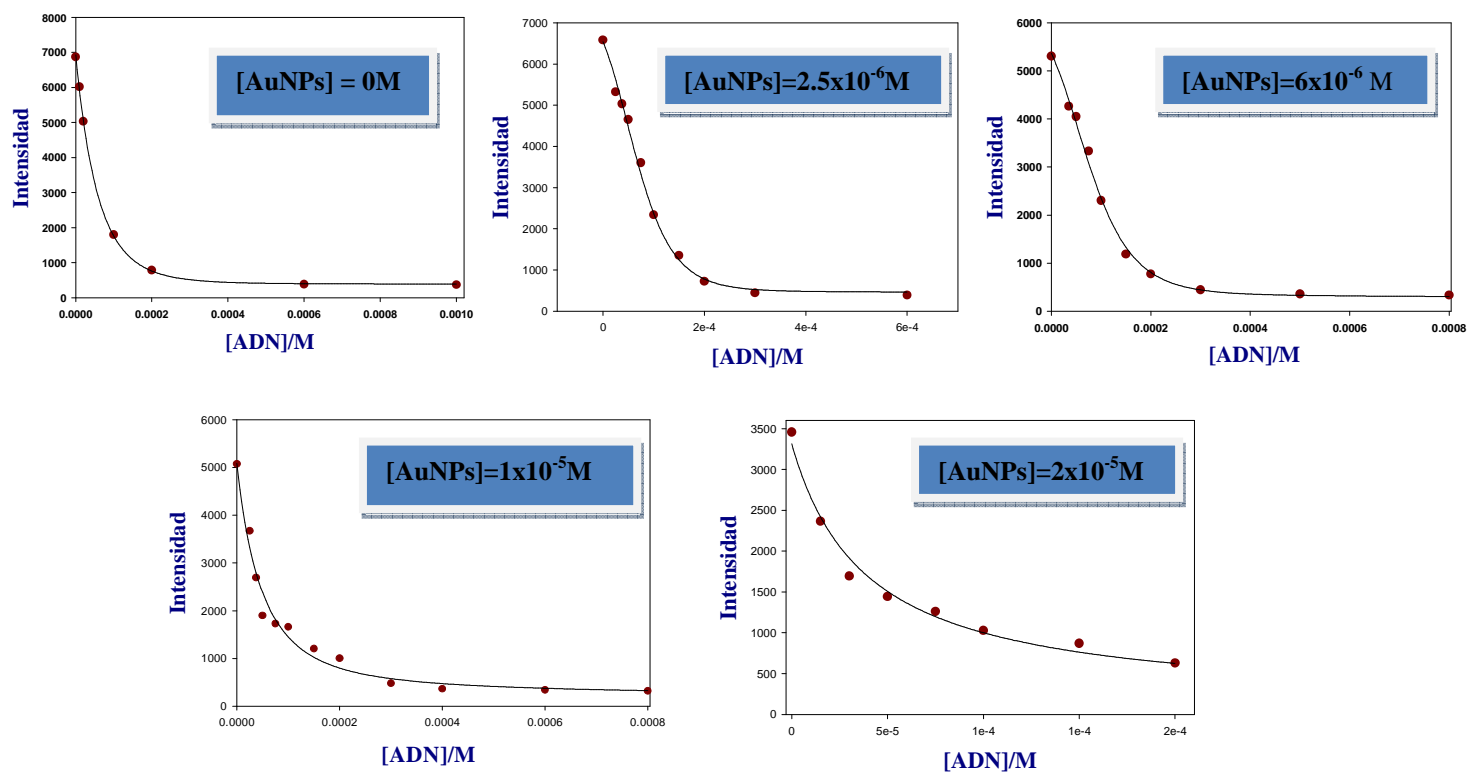 [AuNPs] = 0M
Intensidad
8000
7000
6000
5000
4000
3000
2000
1000
0
0.0000 0.0002 0.0004 0.0006 0.0008 0.0010
[ADN]/M
[AuNPs]=2.5x10⁻⁶M
Intensidad
7000
6000
5000
4000
3000
2000
1000
0
0 2e-4 4e-4 6e-4
[ADN]/M
[AuNPs]=6x10⁻⁶ M
Intensidad
6000
5000
4000
3000
2000
1000
0
0.0000 0.0002 0.0004 0.0006 0.0008
[ADN]/M
[AuNPs]=1x10⁻⁵M
Intensidad
6000
5000
4000
3000
2000
1000
0
0.0000 0.0002 0.0004 0.0006 0.0008
[ADN]/M
[AuNPs]=2x10⁻⁵M
Intensidad
3500
3000
2500
2000
1500
1000
500
0
0 5e-5 1e-4 1e-4 2e-4
[ADN]/M